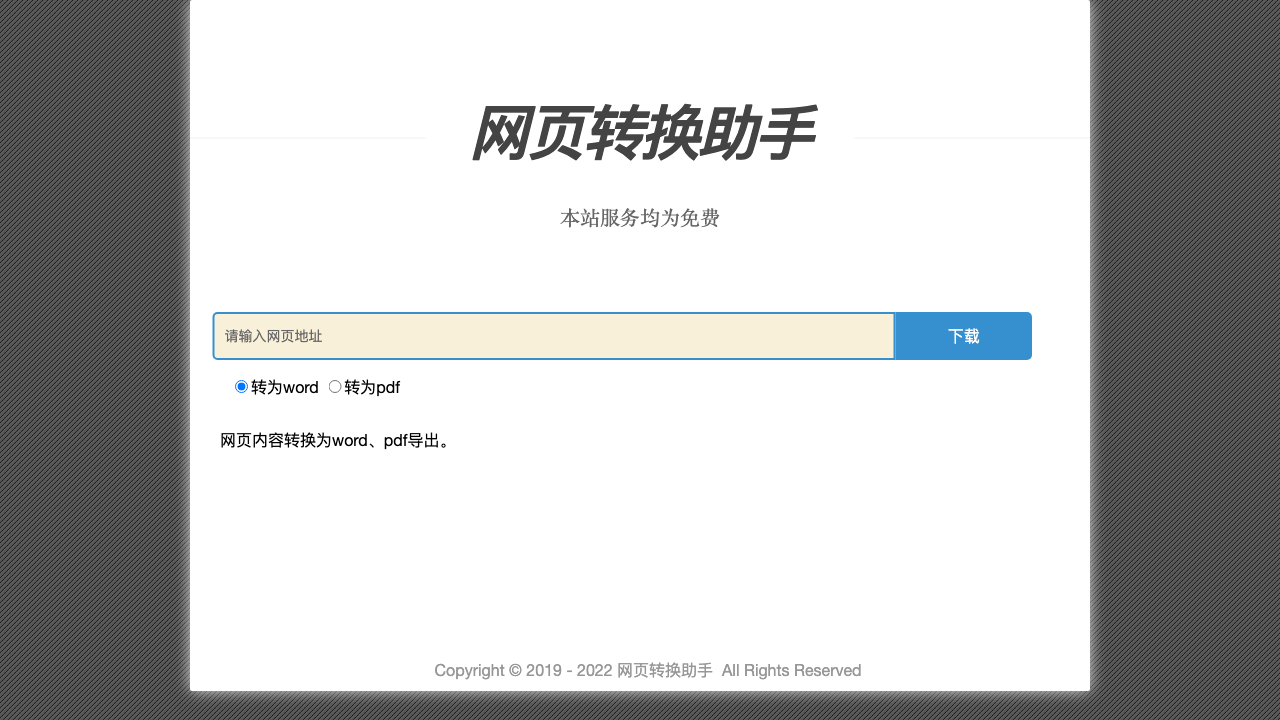 网页转换助手
本站服务均为免费
请输入网页地址
下载
转为word 转为pdf
网页内容转换为word、pdf导出。
Copyright © 2019 - 2022 网页转换助手 All Rights Reserved